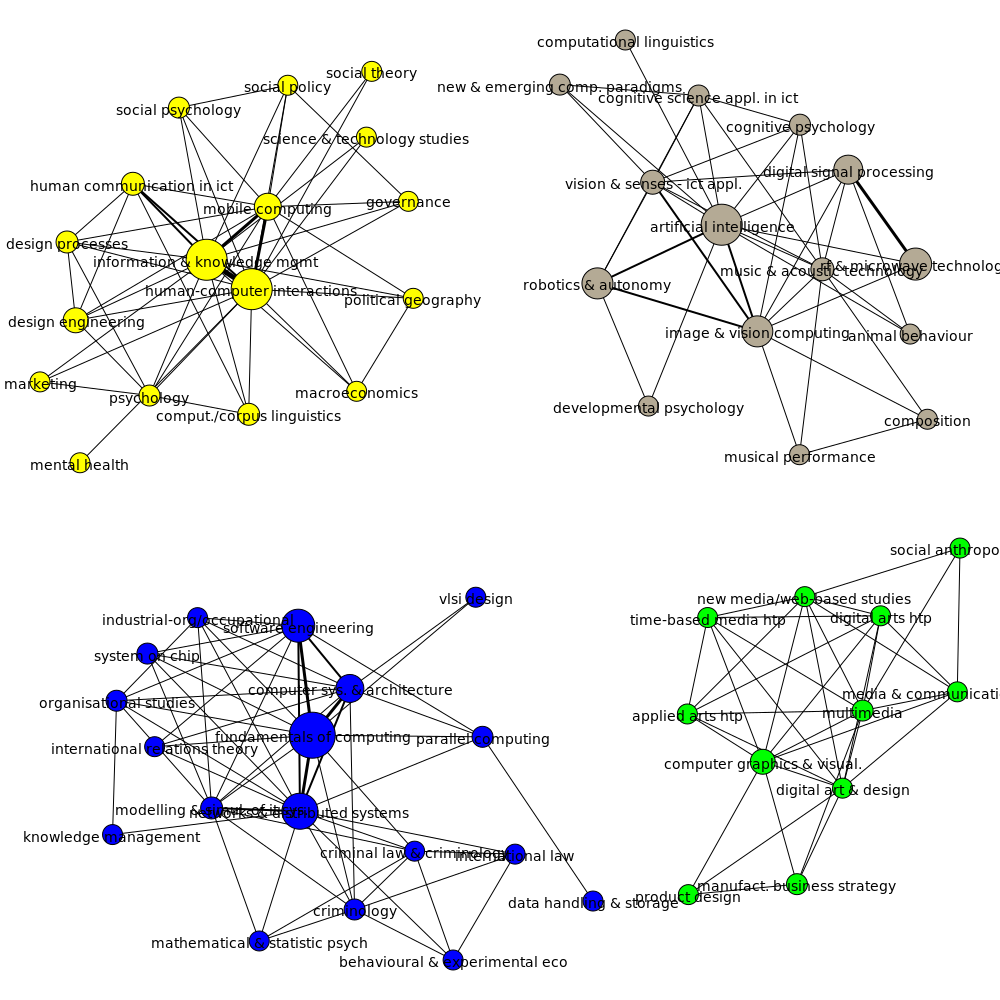 social theory
social policy
social psychology
science & technology studies
human communication in ict
mobile computing
governance
design processes
information & knowledge mgmt
human-computer interactions
political geography
design engineering
marketing
psychology
macroeconomics
comput./corpus linguistics
mental health
computational linguistics
new & emerging comp. paradigms
cognitive science appl. in ict
cognitive psychology
digital signal processing
vision & senses - ict appl.
artificial intelligence
rf & microwave technolog
music & acoustic technology
robotics & autonomy
image & vision computing
animal behaviour
developmental psychology
composition
musical performance
vlsi design
industrial-org/occupational
software engineering
system on chip
computer sys. & architecture
organisational studies
fundamentals of computing
parallel computing
international relations theory
modelling &
networks & distributed systems
knowledge management
criminal law & criminology
international law
data handling & storage
criminology
mathematical & statistic psych
behavioural & experimental eco
social anthropo
new media/web-based studies
time-based media htp
digital arts htp
media & communicati
applied arts htp
multimedia
computer graphics & visual.
digital art & design
manufact. business strategy
product design